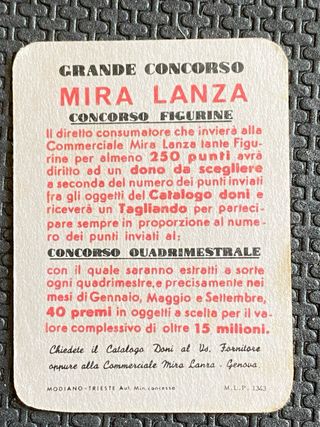 GRANDE CONCORSO
MIRA LANZA
CONCORSO FIGURINE
Il diretto consumatore che invierà alla
Commerciale Mira Lanza tante Figu-
rine per almeno 250 punti avrà
diritto ad un dono da scegliere
a seconda del numero dei punti inviati
fra gli oggetti del Catalogo doni e
riceverà un Tagliando per parteci-
pare sempre in proporzione al nume-
ro dei punti inviati al:
CONCORSO QUADRIMESTRALE
con il quale saranno estratti a sorte
ogni quadrimestre, e precisamente nei
mesi di Gennaio, Maggio e Settembre,
40 premi in oggetti a scelta per il va-
lore complessivo di oltre 15 milioni.
Chiedete il Catalogo Doni al Vs. Fornitore
oppure alla Commerciale Mira Lanza - Genova
MODIANO-TRIESTE Aut. Min. concesso
M.L.P. 1343